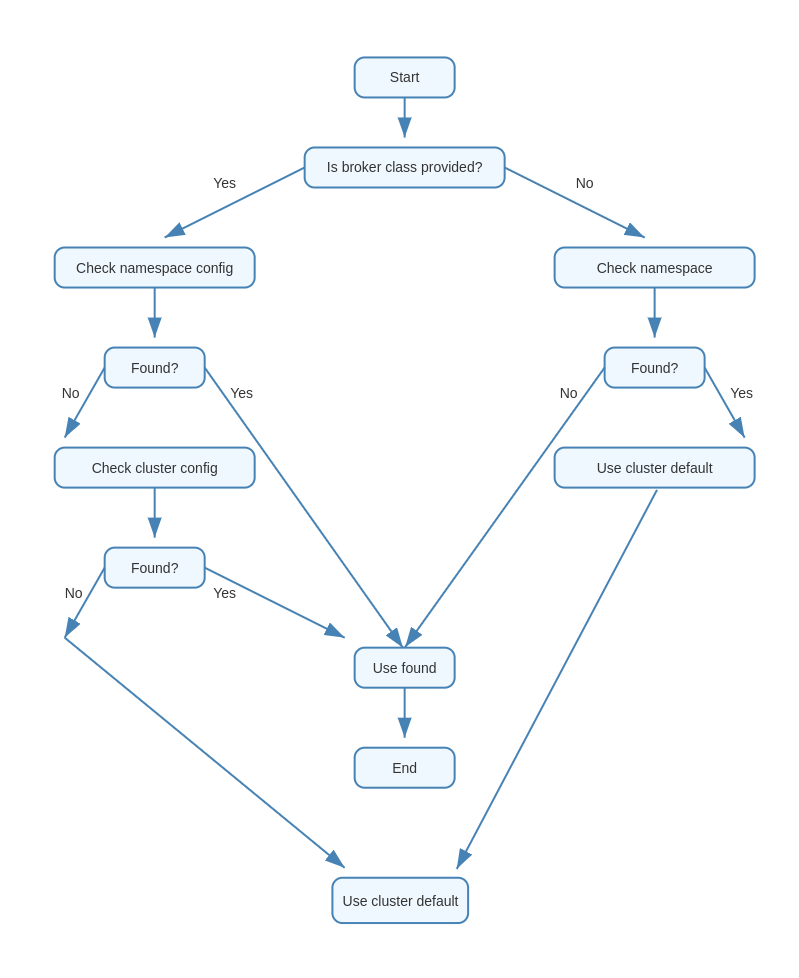 Start
Is broker class provided?
Yes
No
Check namespace config
Check namespace
Found?
Found?
No
Yes
No
Yes
Check cluster config
Use cluster default
Found?
No
Yes
Use found
End
Use cluster default